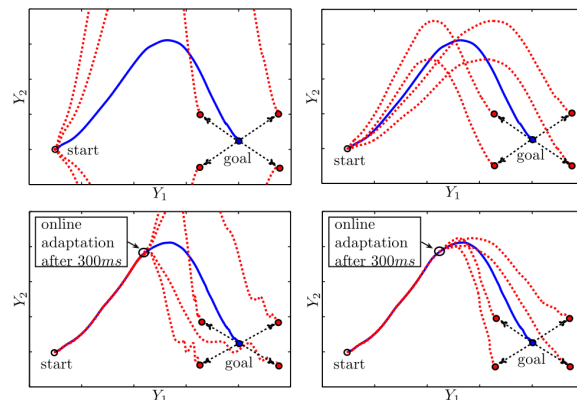 Y₂
start
goal
Y₁
Y₂
start
goal
Y₁
online
adaptation
after 300ms
Y₂
start
goal
Y₁
online
adaptation
after 300ms
Y₂
start
goal
Y₁